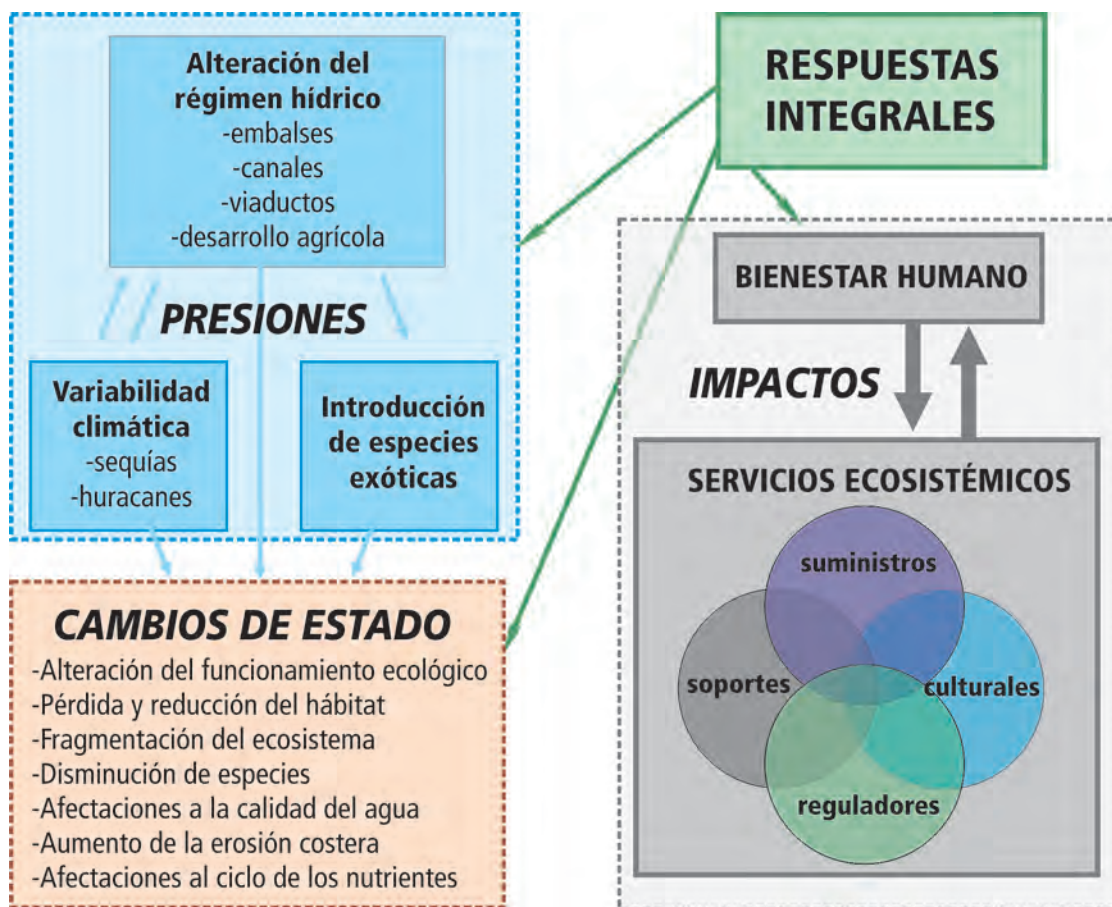 Alteración del
régimen hídrico
-embalses
-canales
-viaductos
-desarrollo agrícola
PRESIONES
Variabilidad
climática
-sequías
-huracanes
Introducción
de especies
exóticas
CAMBIOS DE ESTADO
-Alteración del funcionamiento ecológico
-Pérdida y reducción del hábitat
-Fragmentación del ecosistema
-Disminución de especies
-Afectaciones a la calidad del agua
-Aumento de la erosión costera
-Afectaciones al ciclo de los nutrientes
RESPUESTAS
INTEGRALES
BIENESTAR HUMANO
IMPACTOS
SERVICIOS ECOSISTÉMICOS
suministros
soportes
culturales
reguladores